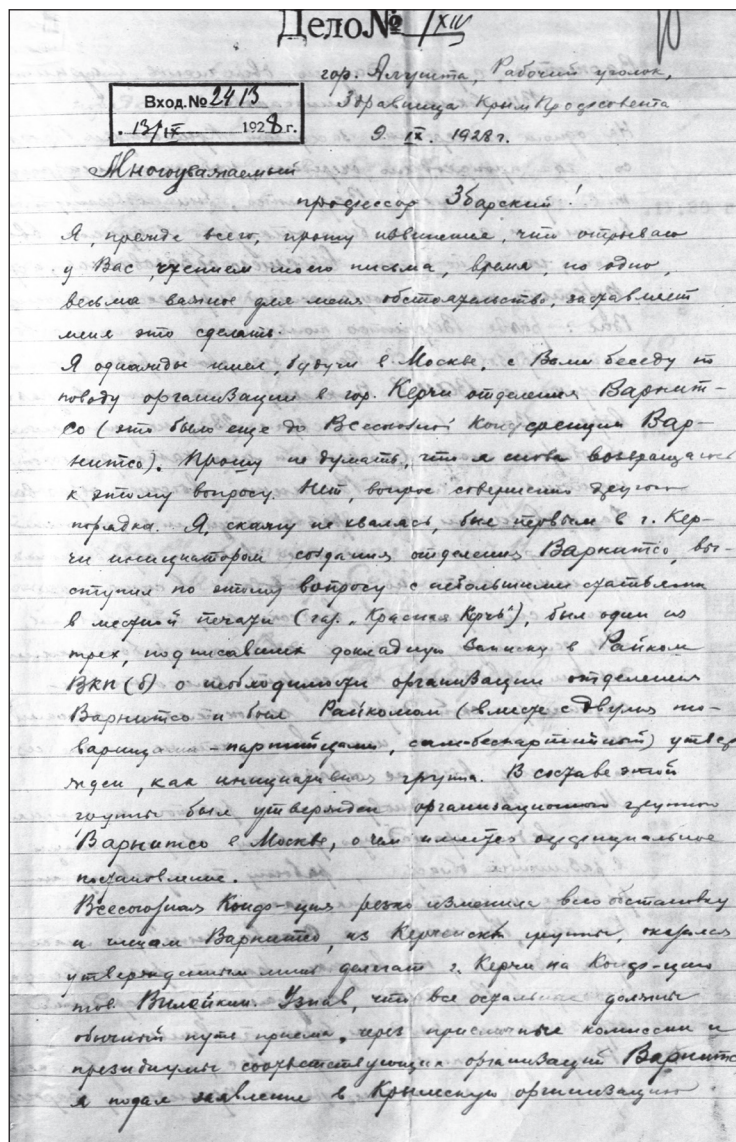 Дело № 1/XIV
10
гор. Алушта, Рабочий уголок,
Здравница КрымПрофсовета
Вход. № 2413
13/IX 1928 г.
9. IX. 1928 г.
Многоуважаемый
профессор Збарский!
Я, прежде всего, прошу извинения, что отрываю
у Вас, чтением моего письма, время, но одно,
весьма важное для меня обстоятельство, заставляет
меня это сделать.
Я однажды имел, будучи в Москве, с Вами беседу по
поводу организации в гор. Керчи отделения Варнит-
со (это было еще до Всесоюзной Конференции Вар-
нитсо). Прошу не думать, что я снова возвращаюсь
к этому вопросу. Нет, вопрос совершенно другого
порядка. Я, скажу не хвалясь, был первым в г. Кер-
чи инициатором создания отделения Варнитсо, вы-
ступил по этому вопросу с небольшими статьями
в местной печати (газ. „Красная Керчь"), был один из
трех, подписавших докладную записку в Райком
ВКП(б) о необходимости организации отделения
Варнитсо и был Райкомом (вместе с двумя то-
варищами - партийцами, сам-беспартийный) утвер
жден, как инициативная группа. В составе этой
группы был утвержден организационной группой
Варнитсо в Москве, о чем имеется официальное
постановление.
Всесоюзная Конф-ция резко изменила всю обстановку
и членом Варнитсо, из Керченской группы, оказался
утвержденным лишь делегат г. Керчи на Конф-цию
тов. Узнав, что все остальные должны
обычный путь приема, через приемочные комиссии и
президиумы соответствующих организаций Варнитсо
я подал заявление в Крымскую организацию